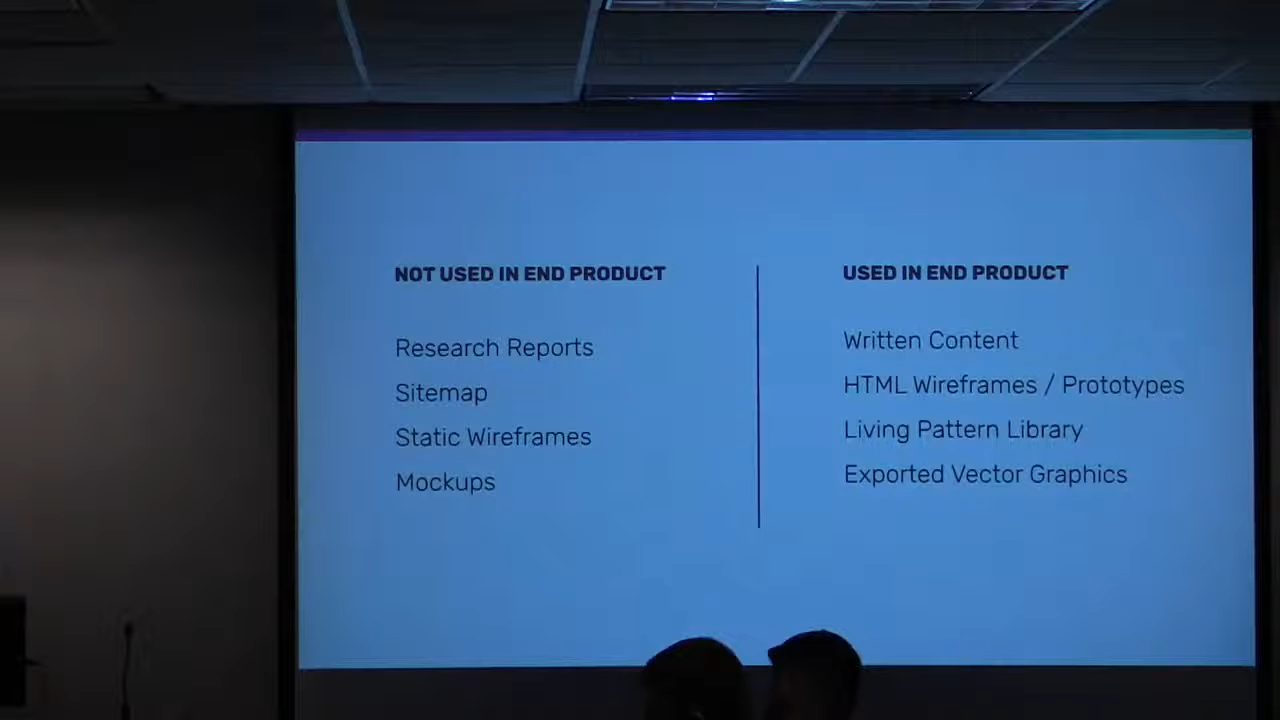 NOT USED IN END PRODUCT
Research Reports
Sitemap
Static Wireframes
Mockups
USED IN END PRODUCT
Written Content
HTML Wireframes / Prototypes
Living Pattern Library
Exported Vector Graphics